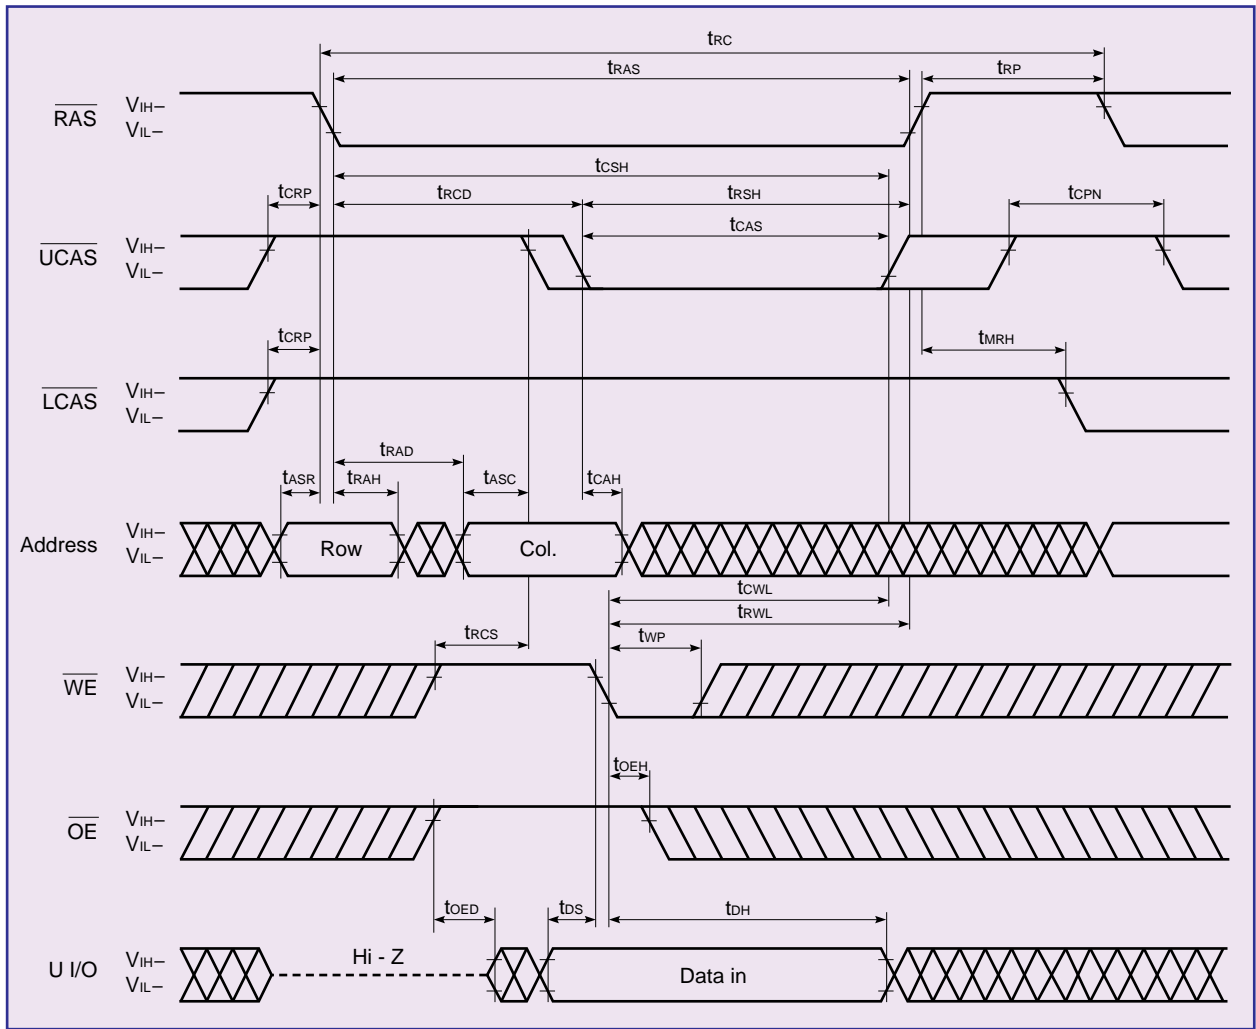 tRC
tRAS
tRP
RAS
VIH–
VIL–
tCSH
tCRP
tRCD
tRSH
tCPN
tCAS
UCAS
VIH–
VIL–
tCRP
tMRH
LCAS
VIH–
VIL–
tRAD
tASR
tRAH
tASC
tCAH
Address
VIH–
VIL–
Row
Col.
tCWL
tRWL
tRCS
tWP
WE
VIH–
VIL–
tOEH
OE
VIH–
VIL–
tOED
tDS
tDH
U I/O
VIH–
VIL–
Hi - Z
Data in